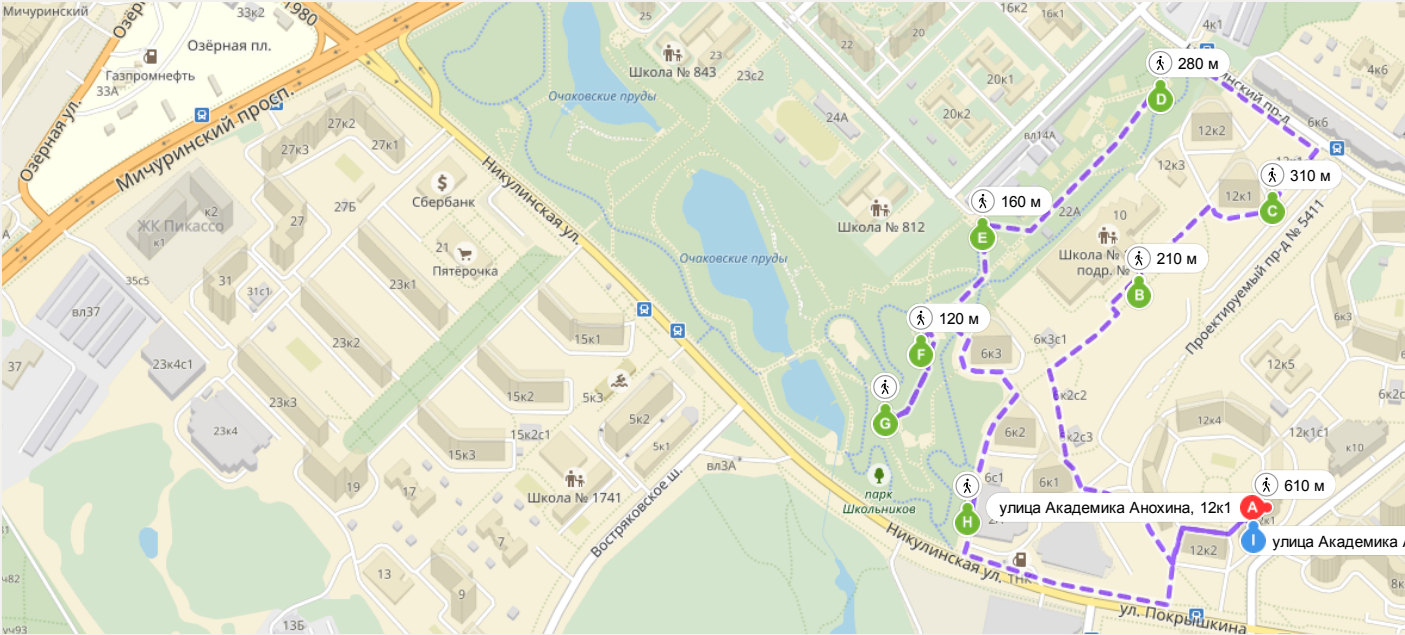 Мичуринский
33к2
1980
Озёрная пл.
Газпромнефть
33А
Озёрная ул.
Мичуринский просп.
25
23
Школа № 843
23с2
Очаковские пруды
22
20
16к2
16к1
20к1
20к2
24А
вл14А
4к1
4к6
280 м
D
6к6
12к2
12к3
12к1
310 м
C
27к2
27к3
27к1
Никулинская ул.
Сбербанк
ЖК Пикассо
к2
к1
27Б
27
21
Пятёрочка
Школа № 812
160 м
E
22А
10
Школа №
подр. №
210 м
B
Проектируемый пр-д № 5411
Очаковские пруды
31
31с1
35с5
23к1
вл37
23к2
15к1
120 м
F
6к3
6к3с1
6к3
12к5
37
23к4с1
23к3
15к2
5к3
5к2
G
6к2с2
12к4
6к2
23к4
15к3
15к2с1
5к1
вл3А
парк
Школьников
6с1
6к1
12к1с1
к10
610 м
19
17
Школа № 1741
Востряковское ш.
H
улица Академика Анохина, 12к1
A
I
улица Академика
7
Никулинская ул.
12к2
13
9
ул. Покрышкина
8к
13Б